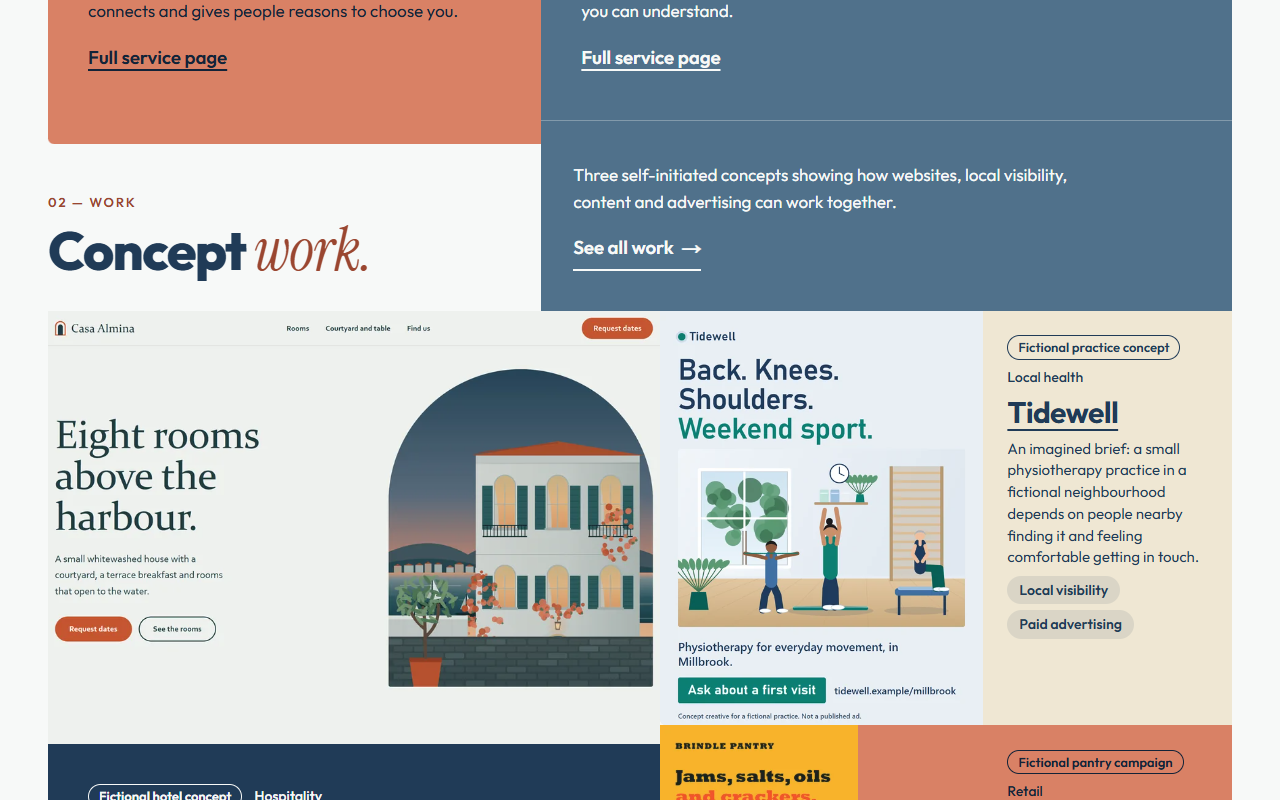 connects and gives people reasons to choose you.
Full service page
you can understand.
Full service page
Three self-initiated concepts showing how websites, local visibility,
content and advertising can work together.
See all work →
02 — WORK
Concept work.
Casa Almina
Rooms
Courtyard and table
Find us
Request dates
Eight rooms
above the
harbour.
A small whitewashed house with a
courtyard, a terrace breakfast and rooms
that open to the water.
Request dates
See the rooms
Tidewell
Back. Knees.
Shoulders.
Weekend sport.
Physiotherapy for everyday movement, in
Millbrook.
Ask about a first visit
tidewell.example/millbrook
Concept creative for a fictional practice. Not a published ad.
Fictional practice concept
Local health
Tidewell
An imagined brief: a small
physiotherapy practice in a
fictional neighbourhood
depends on people nearby
finding it and feeling
comfortable getting in touch.
Local visibility
Paid advertising
Fictional hotel concept
Hospitality
BRINDLE PANTRY
Jams, salts, oils
and crackers.
Fictional pantry campaign
Retail